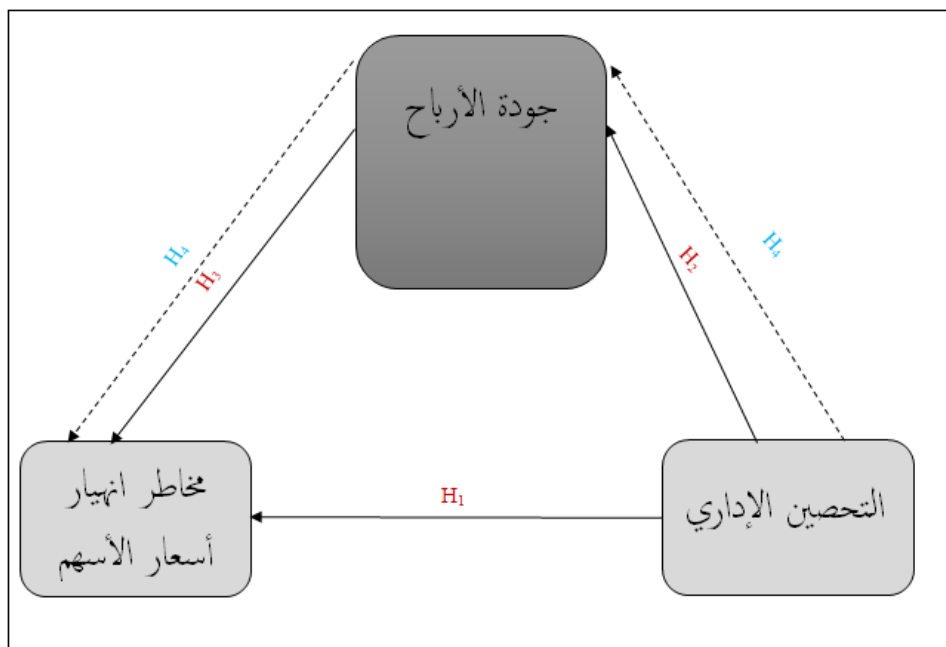 جودة الأرباح
H₄
H₃
H₂
H₄
مخاطر انهيار
أسعار الأسهم
H₁
التحصين الإداري